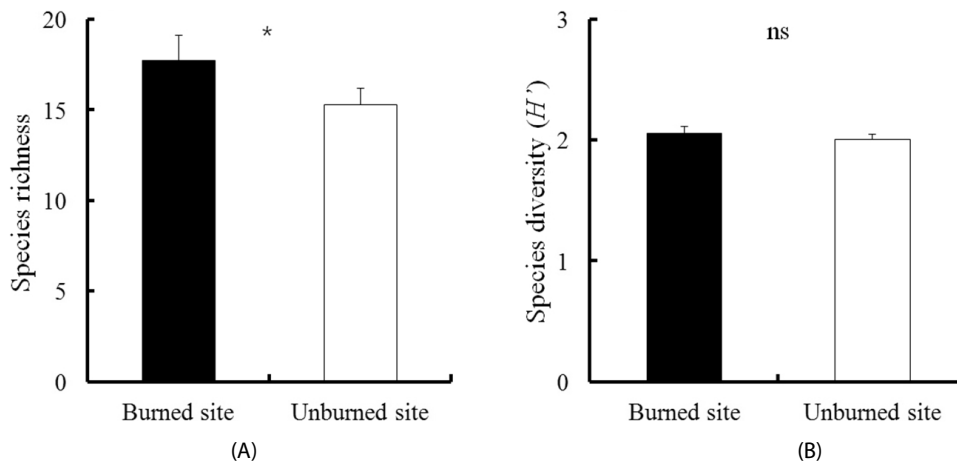 Species richness
20
15
10
5
0
*
Burned site
Unburned site
(A)
Species diversity (H’)
3
2
1
0
ns
Burned site
Unburned site
(B)